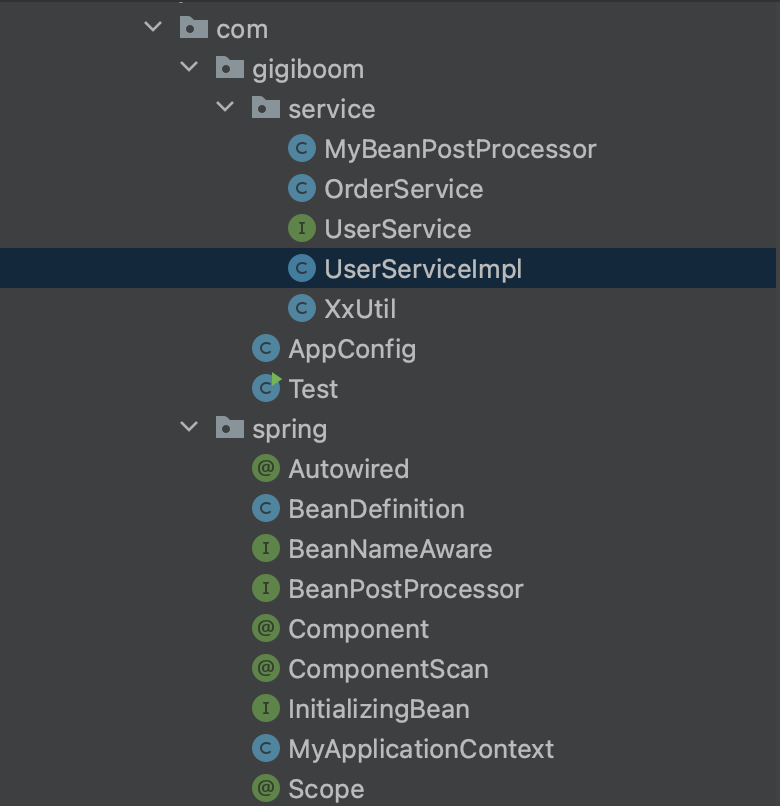 com
gigiboom
service
C MyBeanPostProcessor
C OrderService
I UserService
C UserServiceImpl
C XxUtil
C AppConfig
C Test
spring
@ Autowired
C BeanDefinition
I BeanNameAware
I BeanPostProcessor
@ Component
@ ComponentScan
I InitializingBean
C MyApplicationContext
@ Scope